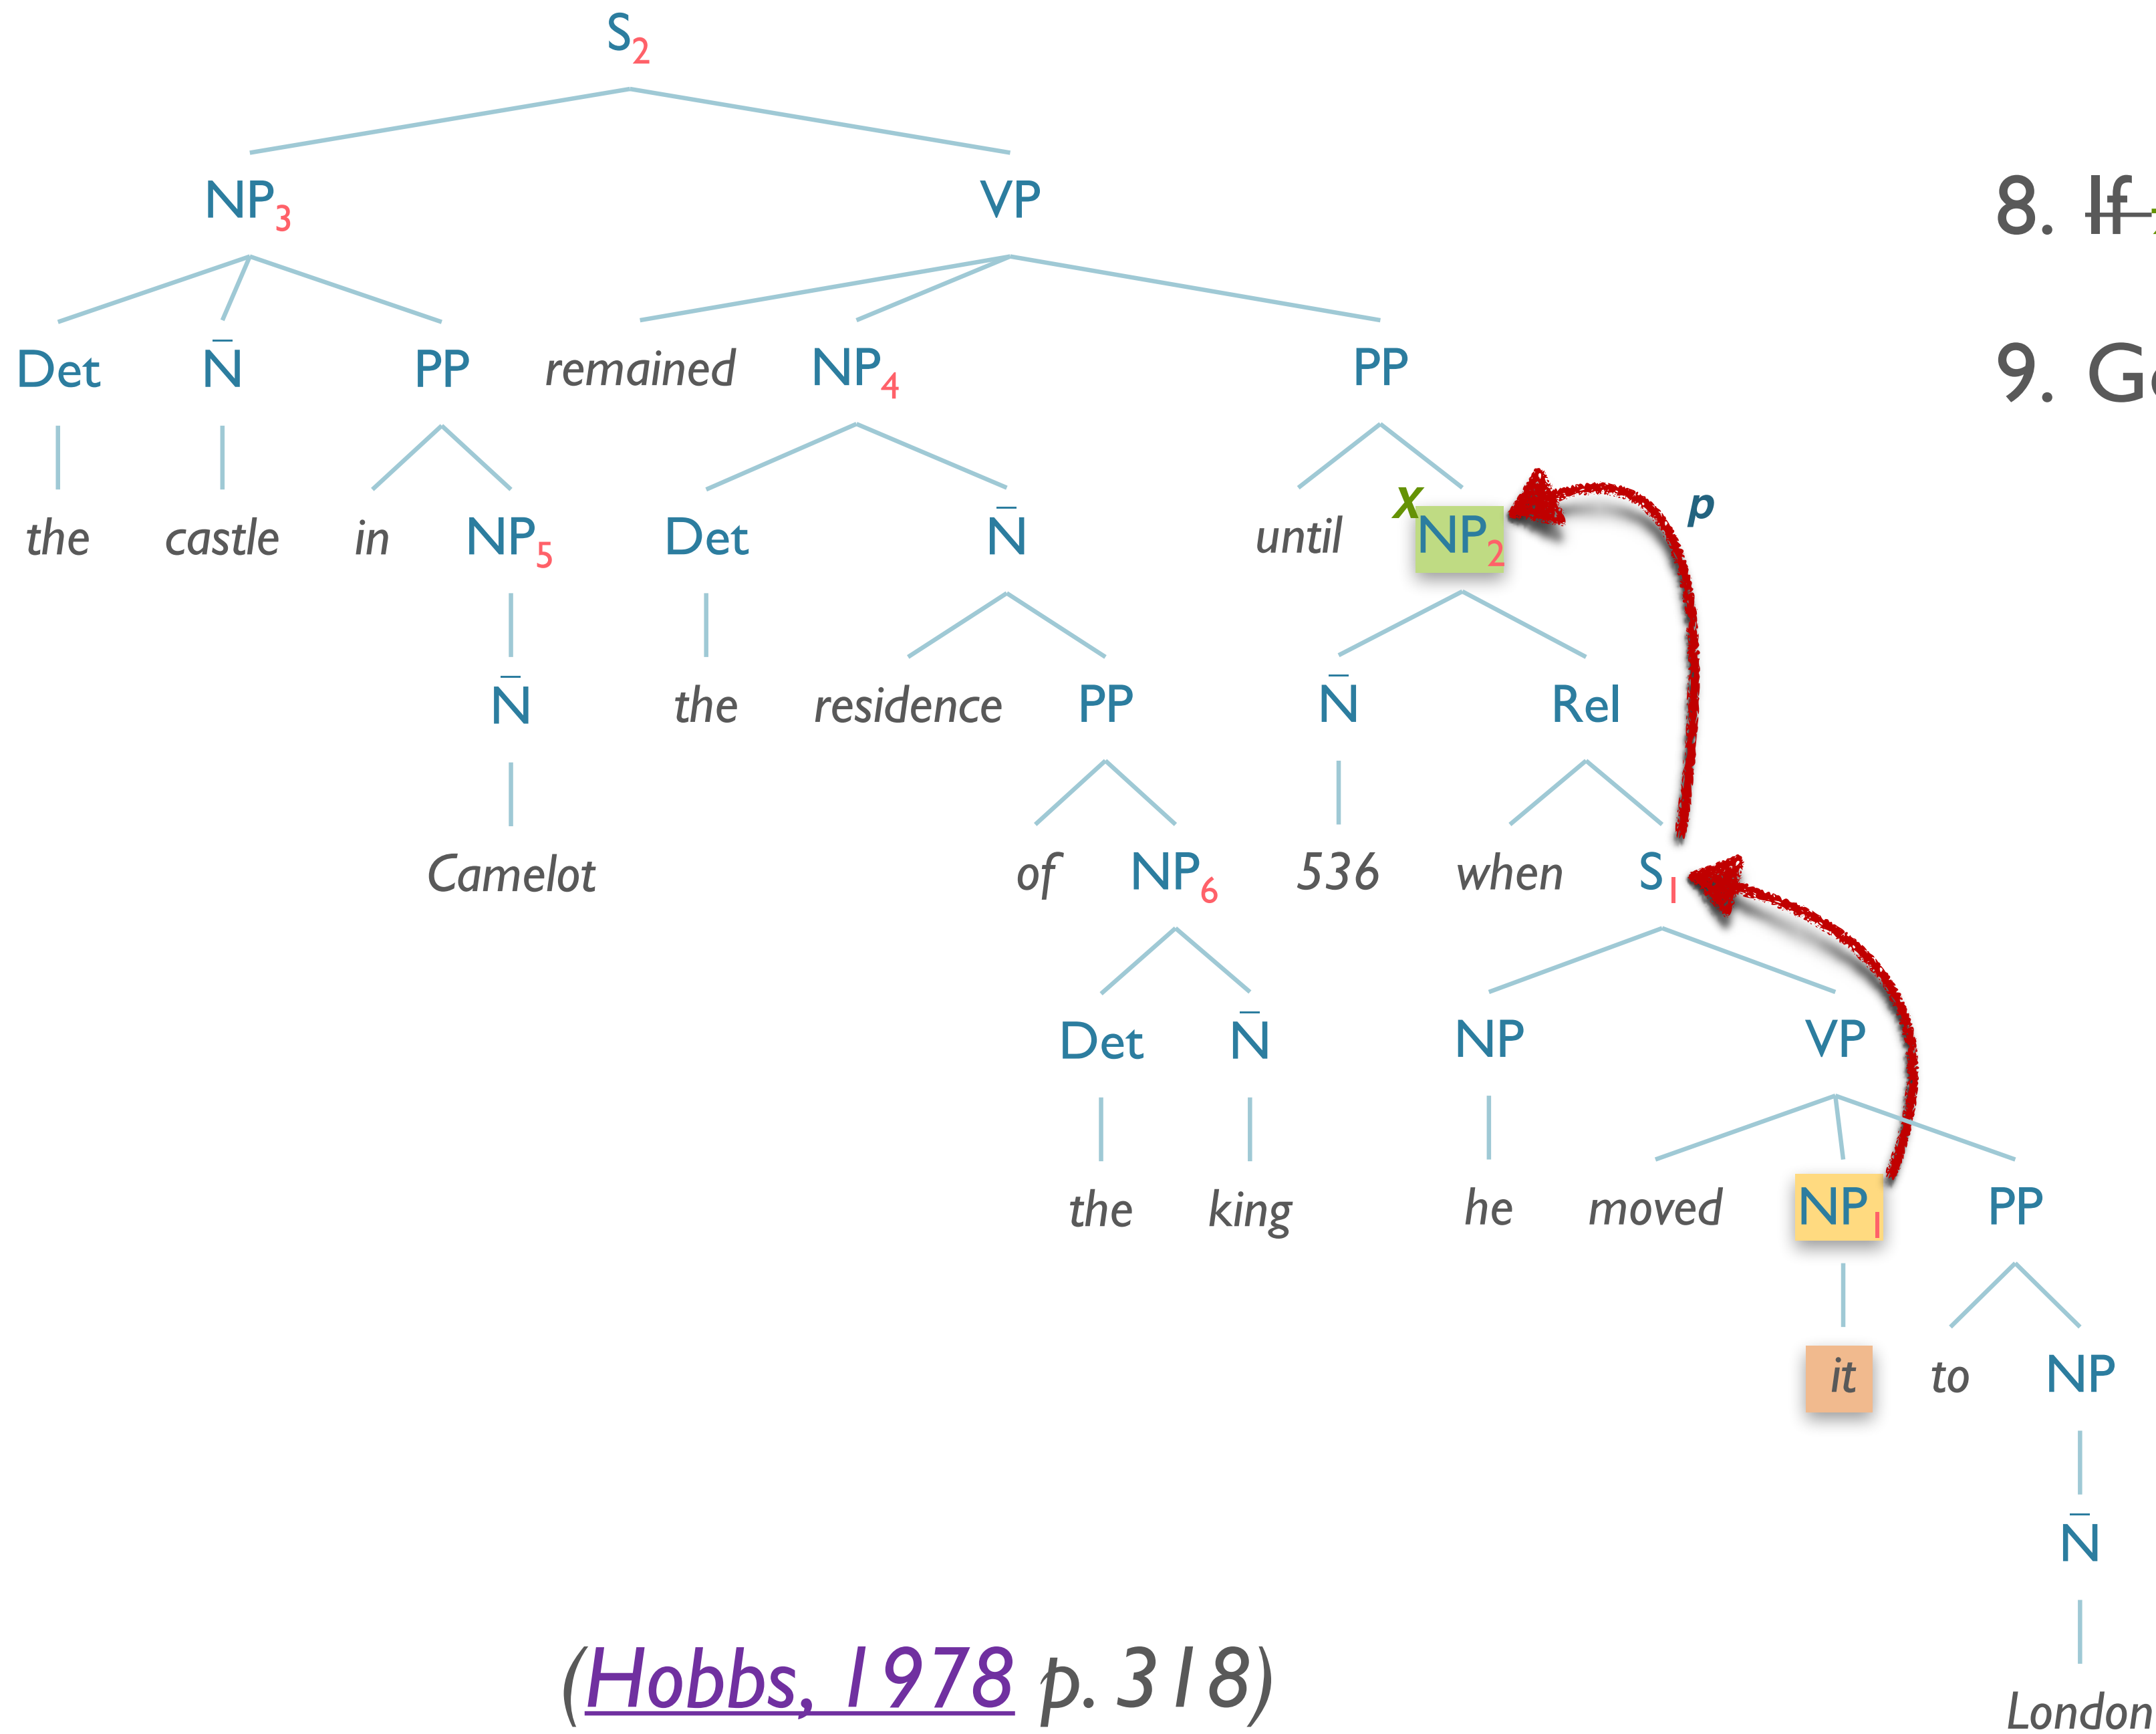 S2
NP3 VP
8. If
Det N̄ PP remained NP4 PP
9. G
the castle in NP5 Det N̄ until x NP2 p
N̄ the residence PP N̄ Rel
Camelot of NP6 536 when S1
Det N̄ NP VP
the king he moved NP1 PP
it to NP
N̄
(Hobbs, 1978 p. 318)
London